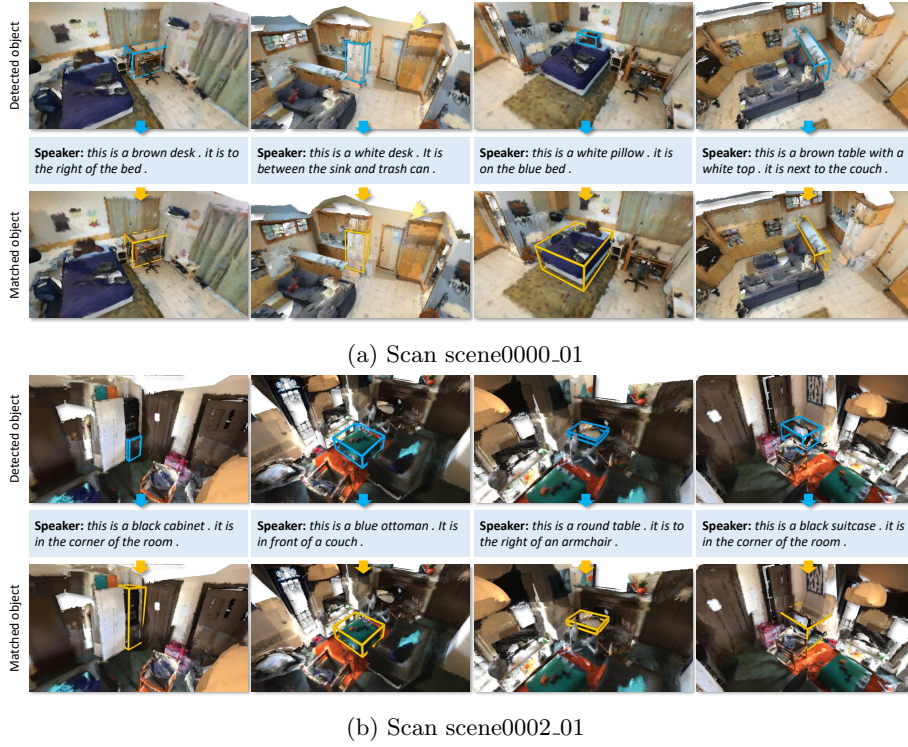 Detected object
Speaker: this is a brown desk . it is to
the right of the bed .
Speaker: this is a white desk . It is
between the sink and trash can .
Speaker: this is a white pillow . it is
on the blue bed .
Speaker: this is a brown table with a
white top . it is next to the couch .
Matched object
(a) Scan scene0000_01
Detected object
Speaker: this is a black cabinet . it is
in the corner of the room .
Speaker: this is a blue ottoman . It is
in front of a couch .
Speaker: this is a round table . it is to
the right of an armchair .
Speaker: this is a black suitcase . it is
in the corner of the room .
Matched object
(b) Scan scene0002_01